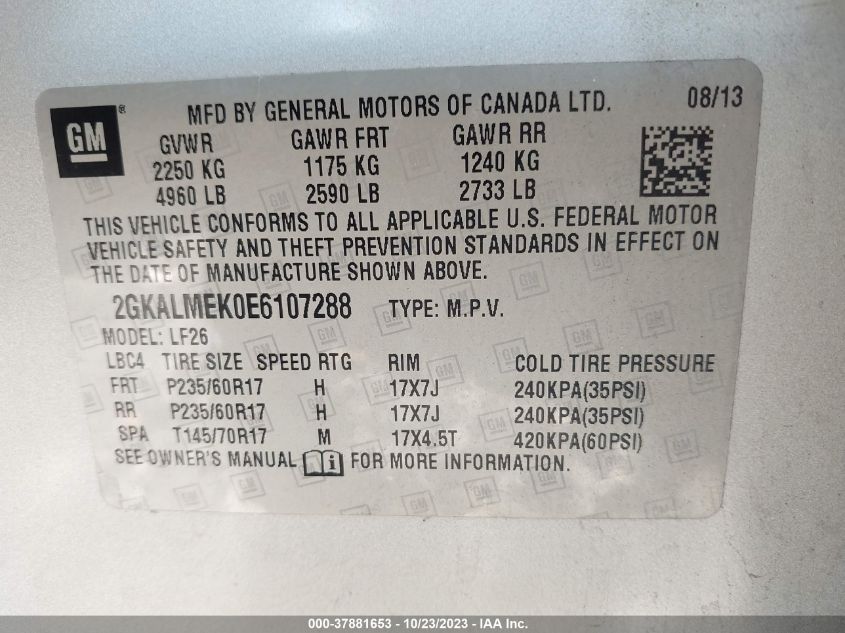 GM ® MFD BY GENERAL MOTORS OF CANADA LTD. 08/13
GVWR GAWR FRT GAWR RR
2250 KG 1175 KG 1240 KG
4960 LB 2590 LB 2733 LB
THIS VEHICLE CONFORMS TO ALL APPLICABLE U.S. FEDERAL MOTOR
VEHICLE SAFETY AND THEFT PREVENTION STANDARDS IN EFFECT ON
THE DATE OF MANUFACTURE SHOWN ABOVE.
2GKALMEK0E6107288 TYPE: M.P.V.
MODEL: LF26
LBC4 TIRE SIZE SPEED RTG RIM COLD TIRE PRESSURE
FRT P235/60R17 H 17X7J 240KPA(35PSI)
RR P235/60R17 H 17X7J 240KPA(35PSI)
SPA T145/70R17 M 17X4.5T 420KPA(60PSI)
SEE OWNER'S MANUAL FOR MORE INFORMATION.
000-37881653 - 10/23/2023 - IAA Inc.